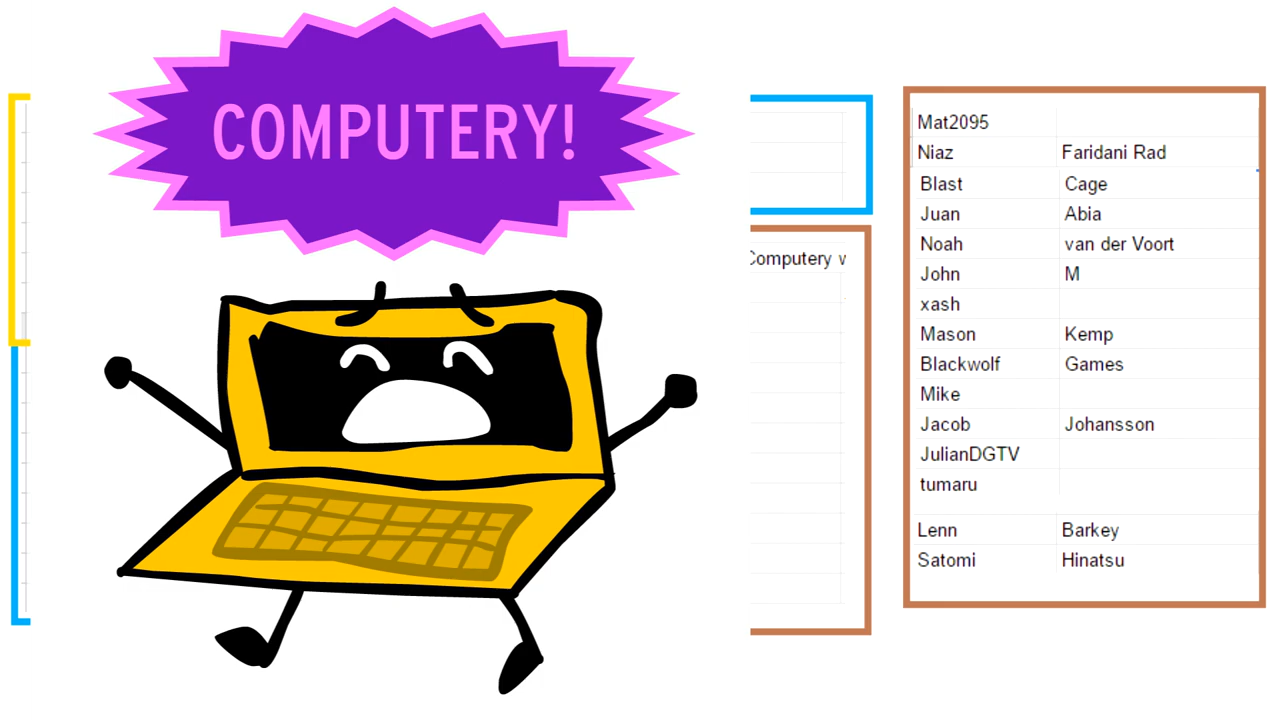 COMPUTERY!
Computery
Mat2095
Niaz Faridani Rad
Blast Cage
Juan Abia
Noah van der Voort
John M
xash
Mason Kemp
Blackwolf Games
Mike
Jacob Johansson
JulianDGTV
tumaru
Lenn Barkey
Satomi Hinatsu